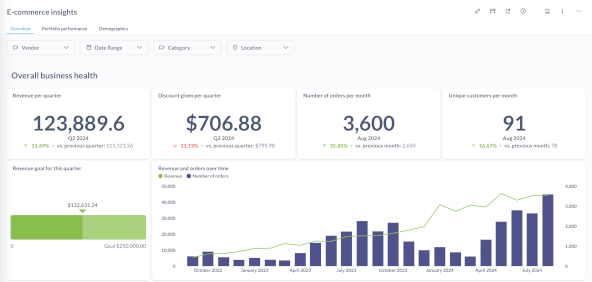 E-commerce insights
Overview Portfolio performance Demographics
Vendor Date Range Category Location
Overall business health
Revenue per quarter
123,889.6
Q2 2024
↑ 11.49% • vs. previous quarter: 111,121.26
Discount given per quarter
$706.88
Q2 2024
↓ 11.19% • vs. previous quarter: $795.98
Number of orders per month
3,600
Aug 2024
↑ 35.85% • vs. previous month: 2,650
Unique customers per month
91
Aug 2024
↑ 16.67% • vs. previous month: 78
Revenue goal for this quarter
$132,631.24
0 Goal $250,000.00
Revenue and orders over time
Revenue Number of orders
50,000
40,000
30,000
20,000
10,000
0
4,000
3,000
2,000
1,000
0
October 2022 January 2023 April 2023 July 2023 October 2023 January 2024 April 2024 July 2024